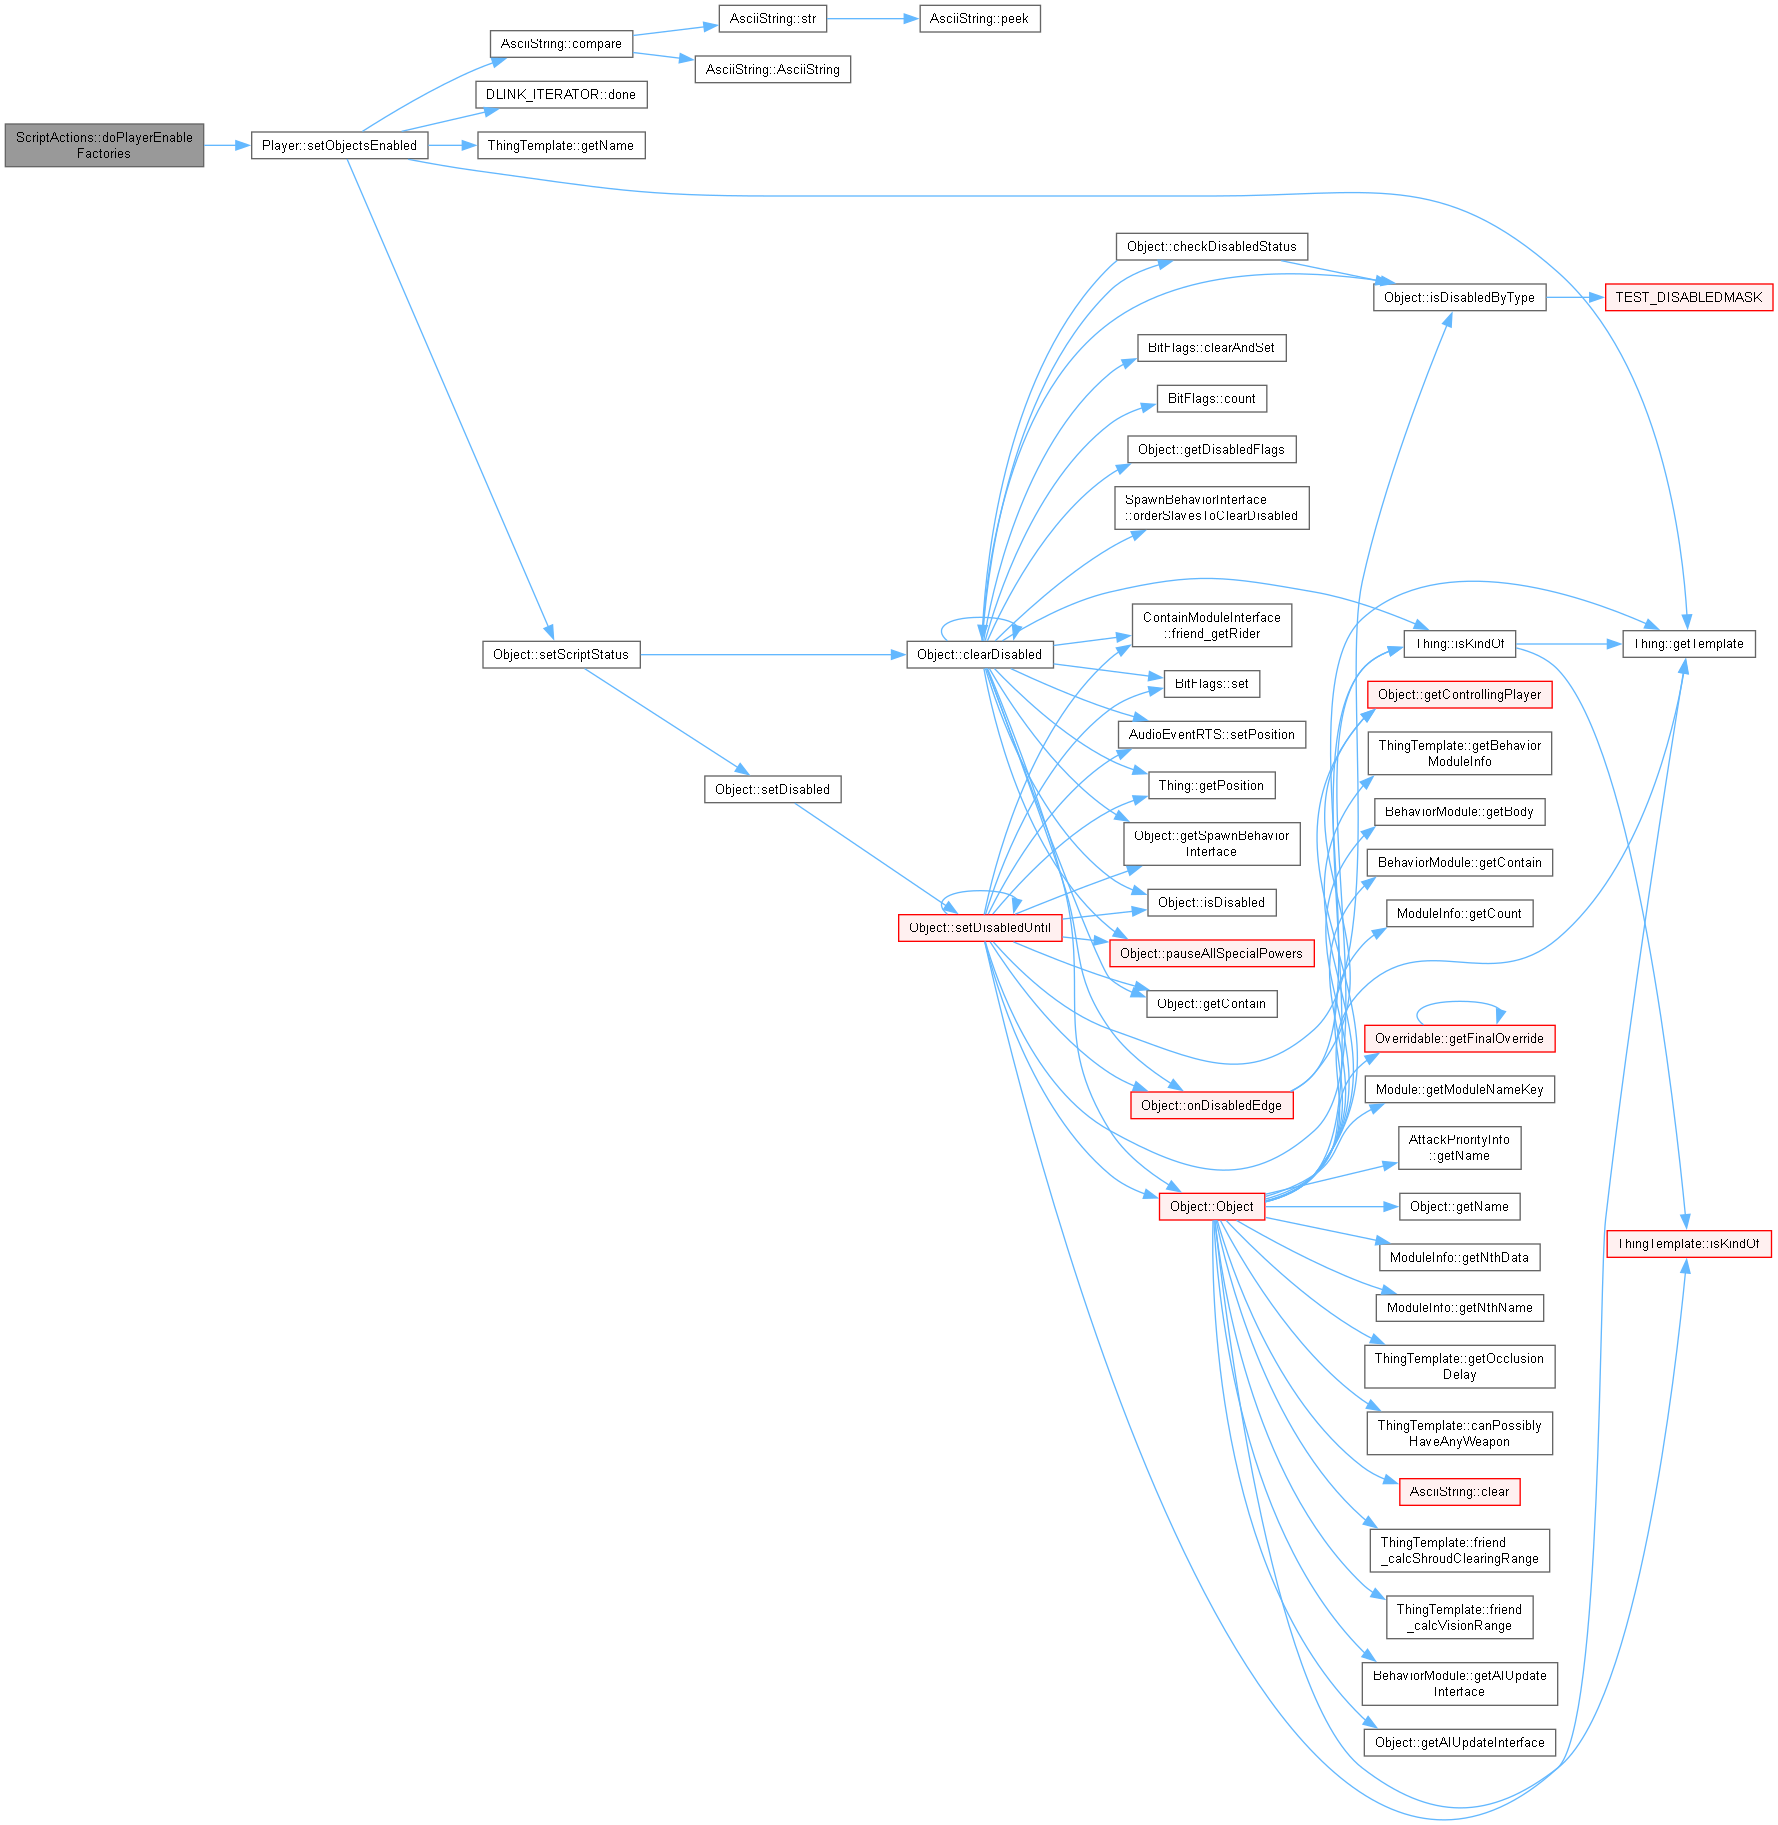 AsciiString::str
AsciiString::peek
AsciiString::compare
AsciiString::AsciiString
DLINK_ITERATOR::done
ScriptActions::doPlayerEnable
Factories
Player::setObjectsEnabled
ThingTemplate::getName
Object::checkDisabledStatus
Object::isDisabledByType
TEST_DISABLEDMASK
BitFlags::clearAndSet
BitFlags::count
Object::getDisabledFlags
SpawnBehaviorInterface
::orderSlavesToClearDisabled
ContainModuleInterface
::friend_getRider
Object::setScriptStatus
Object::clearDisabled
Thing::isKindOf
Thing::getTemplate
BitFlags::set
Object::getControllingPlayer
AudioEventRTS::setPosition
ThingTemplate::getBehavior
ModuleInfo
Object::setDisabled
Thing::getPosition
BehaviorModule::getBody
Object::getSpawnBehavior
Interface
BehaviorModule::getContain
Object::isDisabled
ModuleInfo::getCount
Object::setDisabledUntil
Object::pauseAllSpecialPowers
Object::getContain
Overridable::getFinalOverride
Module::getModuleNameKey
Object::onDisabledEdge
AttackPriorityInfo
::getName
Object::Object
Object::getName
ThingTemplate::isKindOf
ModuleInfo::getNthData
ModuleInfo::getNthName
ThingTemplate::getOcclusion
Delay
ThingTemplate::canPossibly
HaveAnyWeapon
AsciiString::clear
ThingTemplate::friend
_calcShroudClearingRange
ThingTemplate::friend
_calcVisionRange
BehaviorModule::getAIUpdate
Interface
Object::getAIUpdateInterface